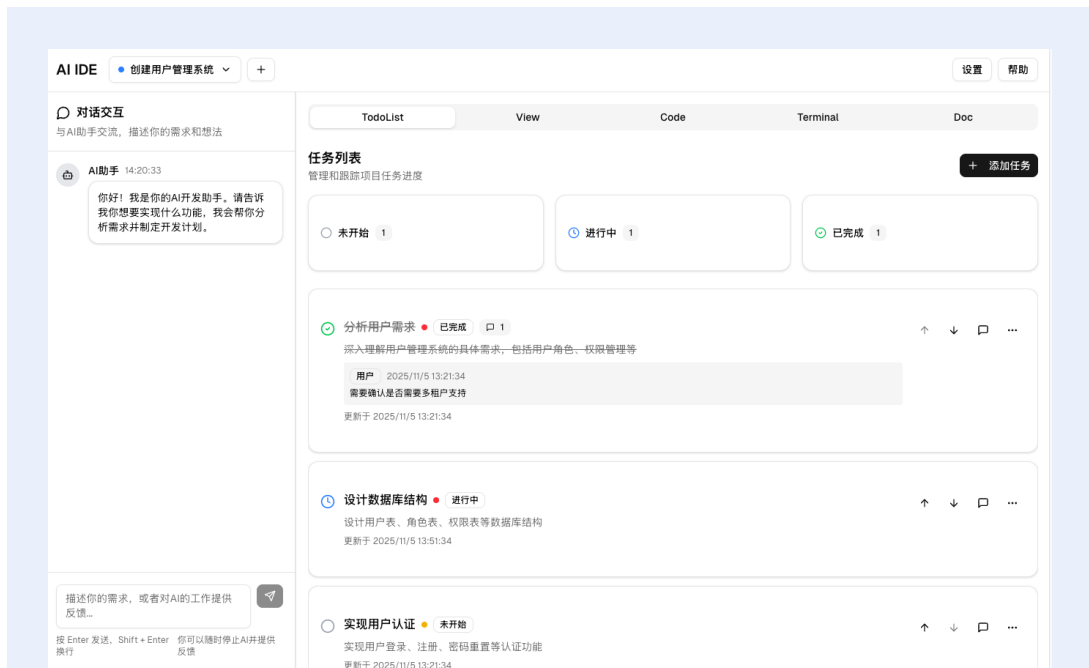 AI IDE 创建用户管理系统 设置 帮助
对话交互
与AI助手交流，描述你的需求和想法
AI助手 14:20:33
你好！我是你的AI开发助手。请告诉
我你想要实现什么功能，我会帮你分
析需求并制定开发计划。
描述你的需求，或者对AI的工作提供
反馈...
按 Enter 发送，Shift + Enter
换行
你可以随时停止AI并提供
反馈
TodoList View Code Terminal Doc
任务列表
管理和跟踪项目任务进度
+ 添加任务
未开始 1
进行中 1
已完成 1
分析用户需求 已完成 1
深入理解用户管理系统的具体需求，包括用户角色、权限管理等
用户 2025/11/5 13:21:34
需要确认是否需要多租户支持
更新于 2025/11/5 13:21:34
设计数据库结构 进行中
设计用户表、角色表、权限表等数据库结构
更新于 2025/11/5 13:51:34
实现用户认证 未开始
实现用户登录、注册、密码重置等认证功能
更新于 2025/11/5 13:21:34